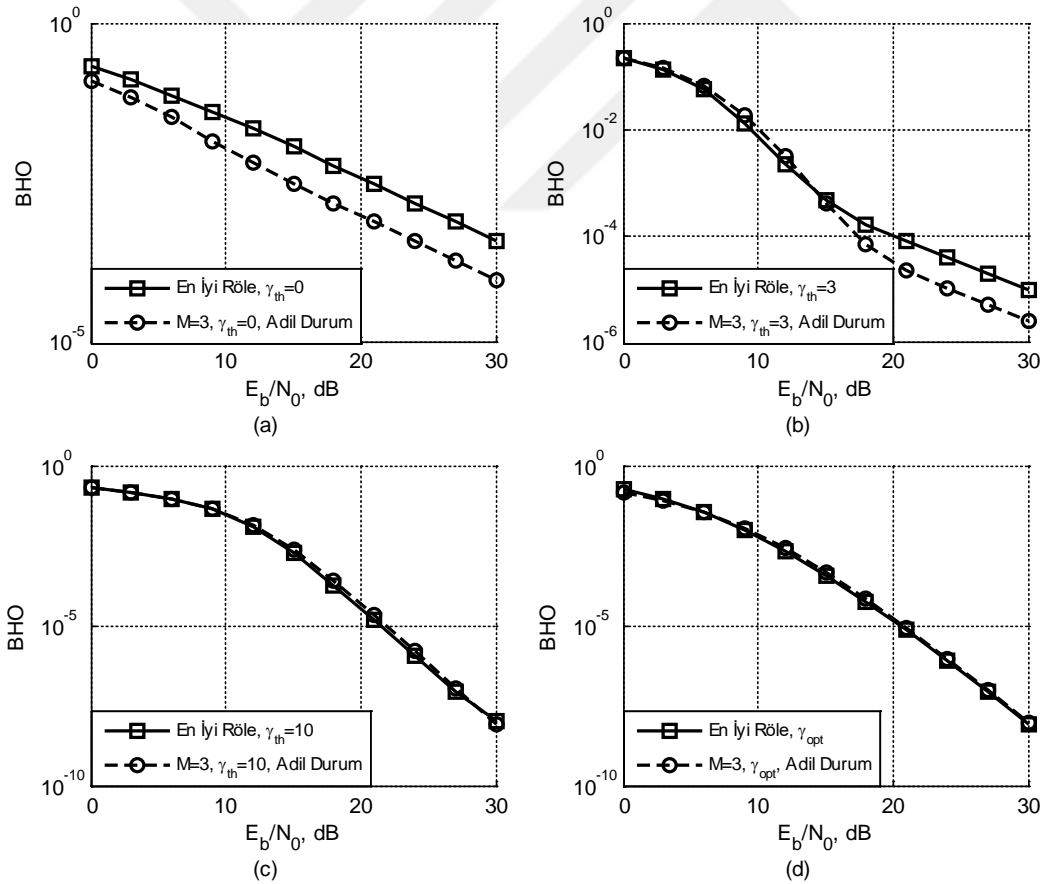 10^0
10^-5
BHO
En İyi Röle, γ_th=0
M=3, γ_th=0, Adil Durum
0 10 20 30
E_b/N_0, dB
(a)
10^0
10^-2
10^-4
10^-6
BHO
En İyi Röle, γ_th=3
M=3, γ_th=3, Adil Durum
0 10 20 30
E_b/N_0, dB
(b)
10^0
10^-5
10^-10
BHO
En İyi Röle, γ_th=10
M=3, γ_th=10, Adil Durum
0 10 20 30
E_b/N_0, dB
(c)
10^0
10^-5
10^-10
BHO
En İyi Röle, γ_opt
M=3, γ_opt, Adil Durum
0 10 20 30
E_b/N_0, dB
(d)